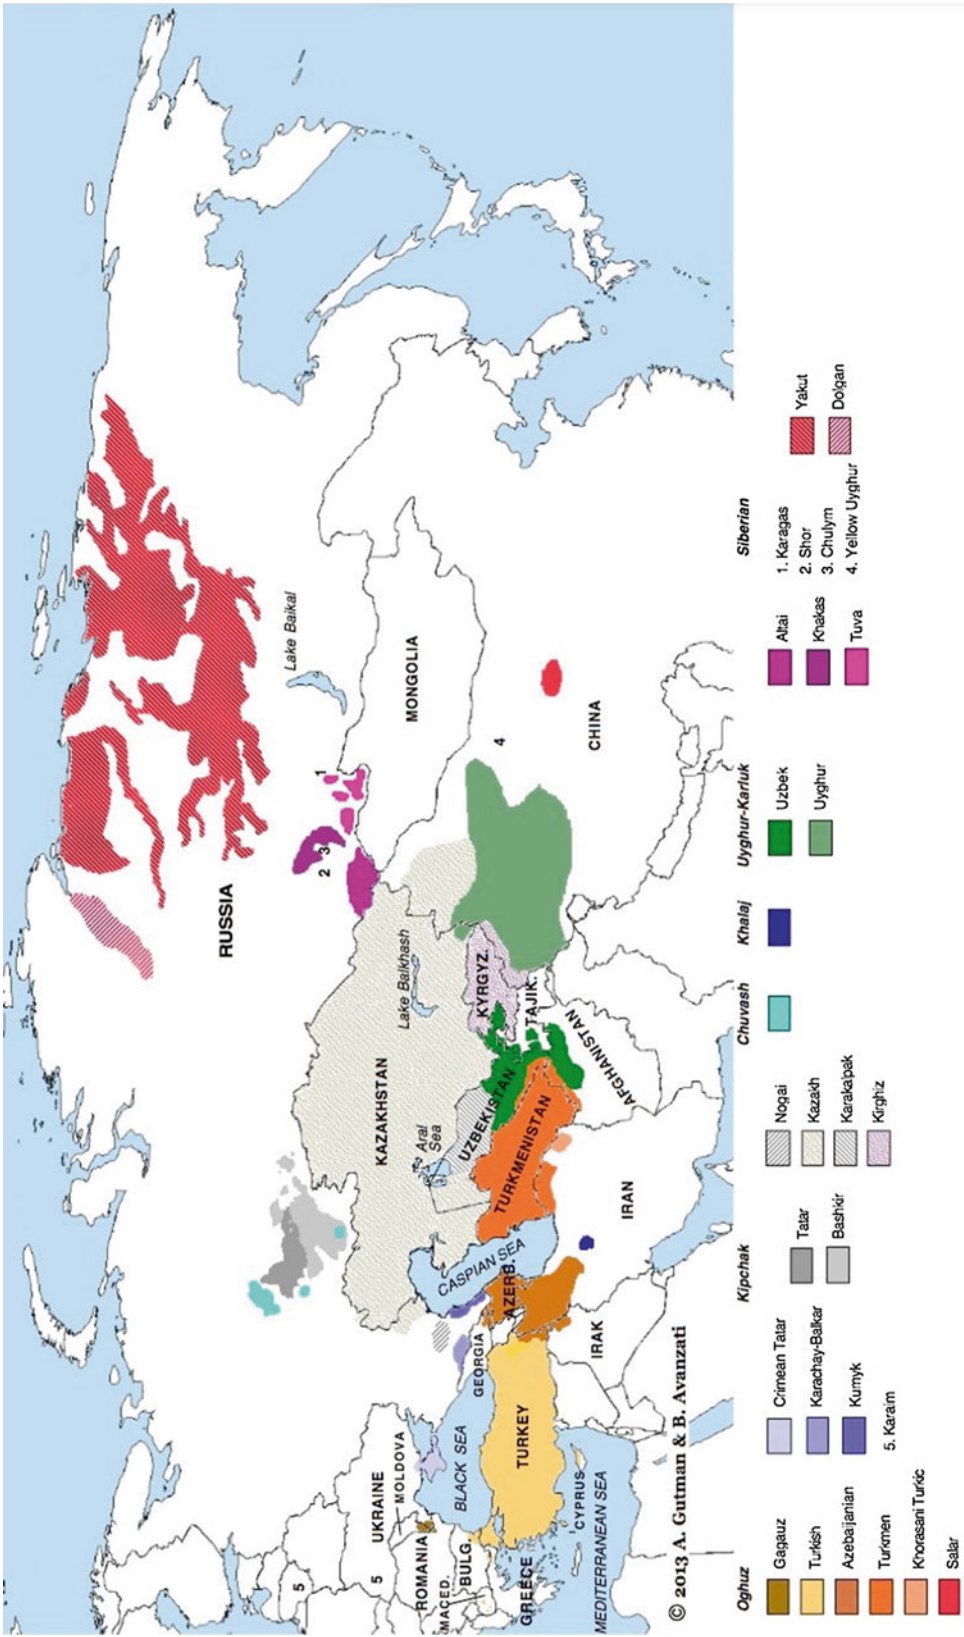 RUSSIA
Lake Baikal
1
2
3
MONGOLIA
4
CHINA
KAZAKHSTAN
Lake Balkhash
Aral
Sea
KYRGYZ.
UZBEKISTAN
TAJIK.
TURKMENISTAN
AFGHANISTAN
CASPIAN SEA
AZERB.
IRAN
IRAQ
GEORGIA
BLACK SEA
TURKEY
CYPRUS
MEDITERRANEAN SEA
UKRAINE
MOLDOVA
5
5
ROMANIA
MACED.
BULG.
GREECE
© 2013 A. Gutman & B. Avanzati
Oghuz
Gagauz
Turkish
Azebaijanian
Turkmen
Khorasani Turkic
Salar
Kipchak
Crimean Tatar
Karachay-Balkar
Kumyk
5. Karaim
Tatar
Bashkir
Nogai
Kazakh
Karakalpak
Kirghiz
Chuvash
Khalaj
Uyghur-Karluk
Uzbek
Uyghur
Siberian
Altai
Khakas
Tuva
1. Karagas
2. Shor
3. Chulym
4. Yellow Uyghur
Yakut
Dolgan